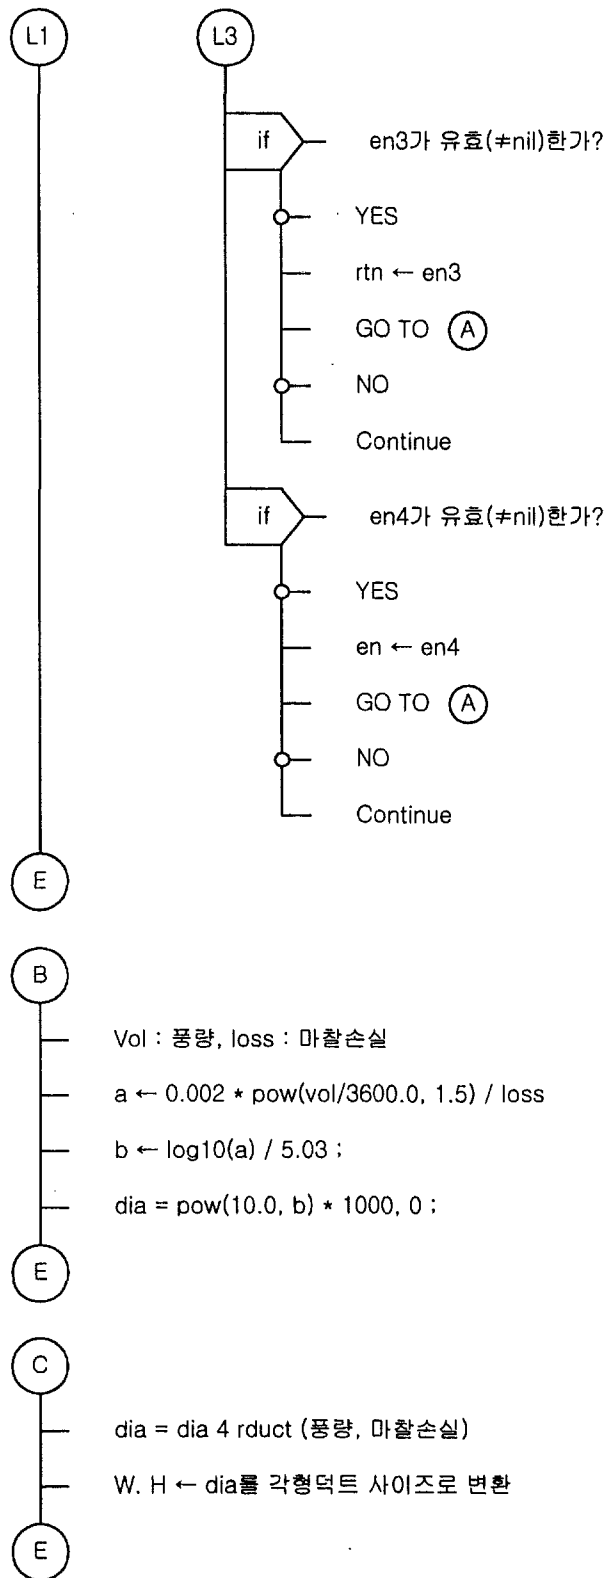 L1 L3
if en3가 유효(≠nil)한가?
YES
rtn ← en3
GO TO A
NO
Continue
if en4가 유효(≠nil)한가?
YES
en ← en4
GO TO A
NO
Continue
E
B
Vol : 풍량, loss : 마찰손실
a ← 0.002 * pow(vol/3600.0, 1.5) / loss
b ← log10(a) / 5.03 ;
dia = pow(10.0, b) * 1000, 0 ;
E
C
dia = dia 4 rduct (풍량, 마찰손실)
W. H ← dia를 각형덕트 사이즈로 변환
E